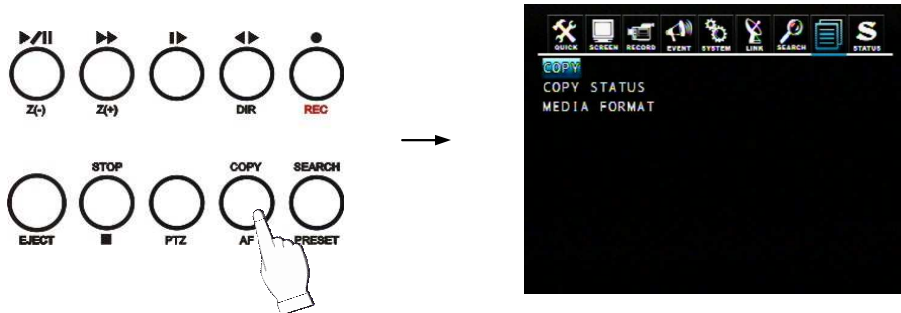 Z(-) Z(+) DIR REC
STOP COPY SEARCH
EJECT PTZ AF PRESET
QUICK SCREEN RECORD EVENT SYSTEM LINK SEARCH S STATUS
COPY
COPY STATUS
MEDIA FORMAT